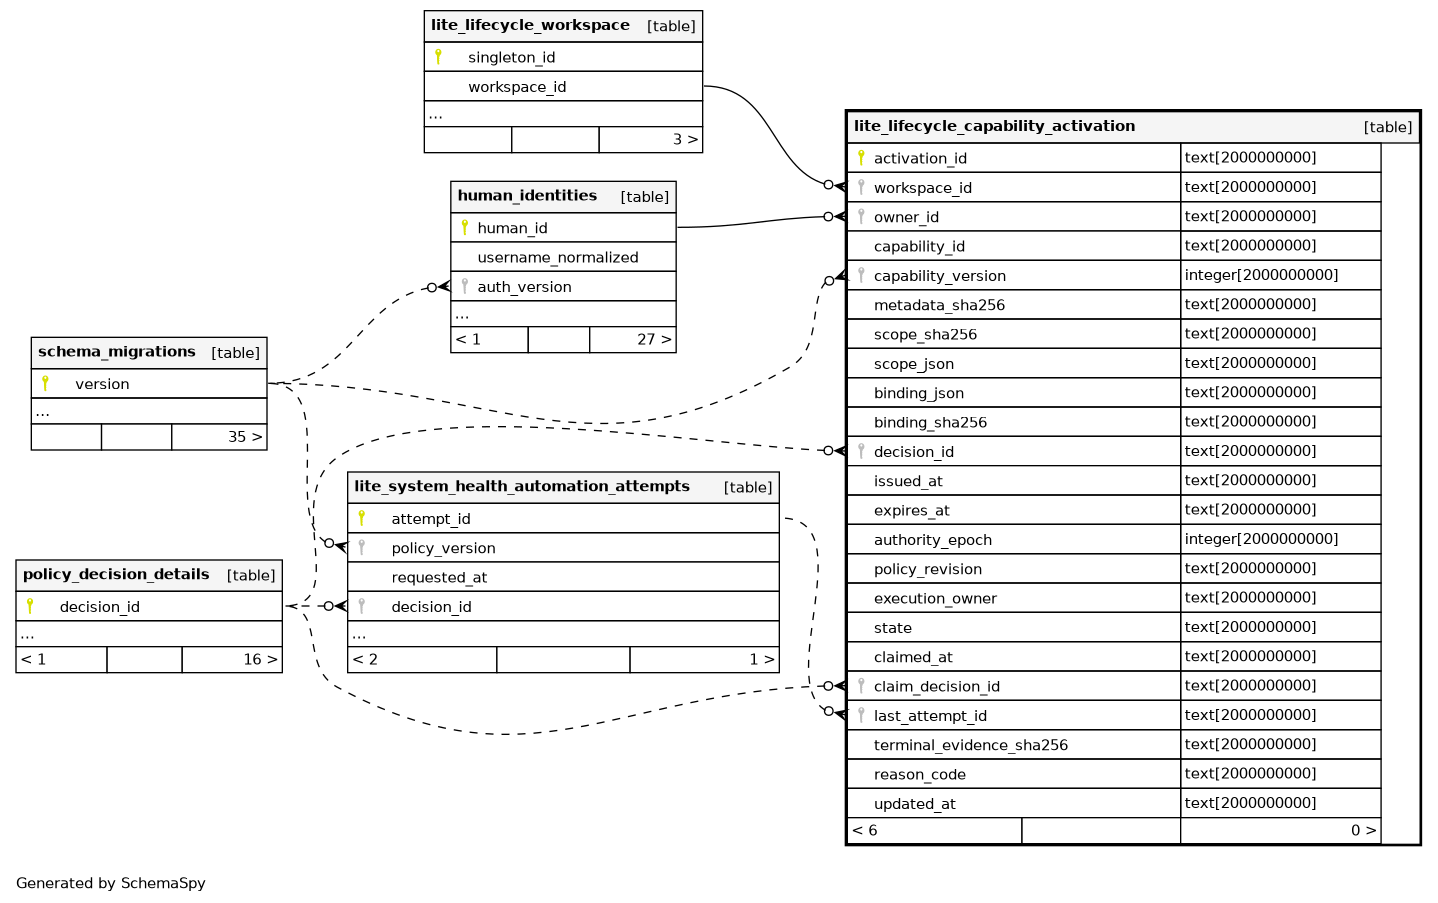 lite_lifecycle_workspace [table]
singleton_id
workspace_id
...
3 >
human_identities [table]
human_id
username_normalized
auth_version
...
< 1 27 >
schema_migrations [table]
version
...
35 >
lite_system_health_automation_attempts [table]
attempt_id
policy_version
requested_at
decision_id
...
< 2 1 >
policy_decision_details [table]
decision_id
...
< 1 16 >
lite_lifecycle_capability_activation [table]
activation_id text[2000000000]
workspace_id text[2000000000]
owner_id text[2000000000]
capability_id text[2000000000]
capability_version integer[2000000000]
metadata_sha256 text[2000000000]
scope_sha256 text[2000000000]
scope_json text[2000000000]
binding_json text[2000000000]
binding_sha256 text[2000000000]
decision_id text[2000000000]
issued_at text[2000000000]
expires_at text[2000000000]
authority_epoch integer[2000000000]
policy_revision text[2000000000]
execution_owner text[2000000000]
state text[2000000000]
claimed_at text[2000000000]
claim_decision_id text[2000000000]
last_attempt_id text[2000000000]
terminal_evidence_sha256 text[2000000000]
reason_code text[2000000000]
updated_at text[2000000000]
< 6 0 >
Generated by SchemaSpy